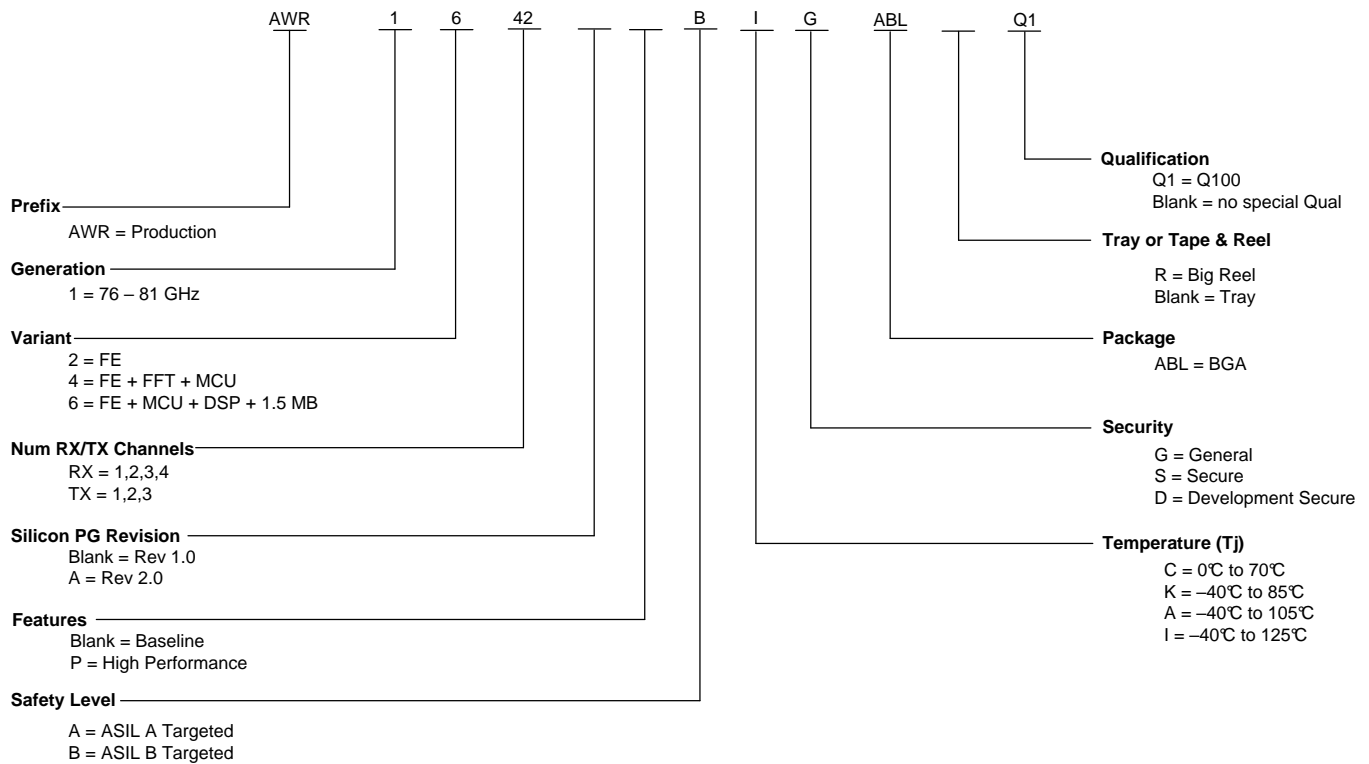 AWR 1 6 42 B I G ABL Q1
Prefix
AWR = Production
Generation
1 = 76 – 81 GHz
Variant
2 = FE
4 = FE + FFT + MCU
6 = FE + MCU + DSP + 1.5 MB
Num RX/TX Channels
RX = 1,2,3,4
TX = 1,2,3
Silicon PG Revision
Blank = Rev 1.0
A = Rev 2.0
Features
Blank = Baseline
P = High Performance
Safety Level
A = ASIL A Targeted
B = ASIL B Targeted
Qualification
Q1 = Q100
Blank = no special Qual
Tray or Tape & Reel
R = Big Reel
Blank = Tray
Package
ABL = BGA
Security
G = General
S = Secure
D = Development Secure
Temperature (Tj)
C = 0°C to 70°C
K = –40°C to 85°C
A = –40°C to 105°C
I = –40°C to 125°C